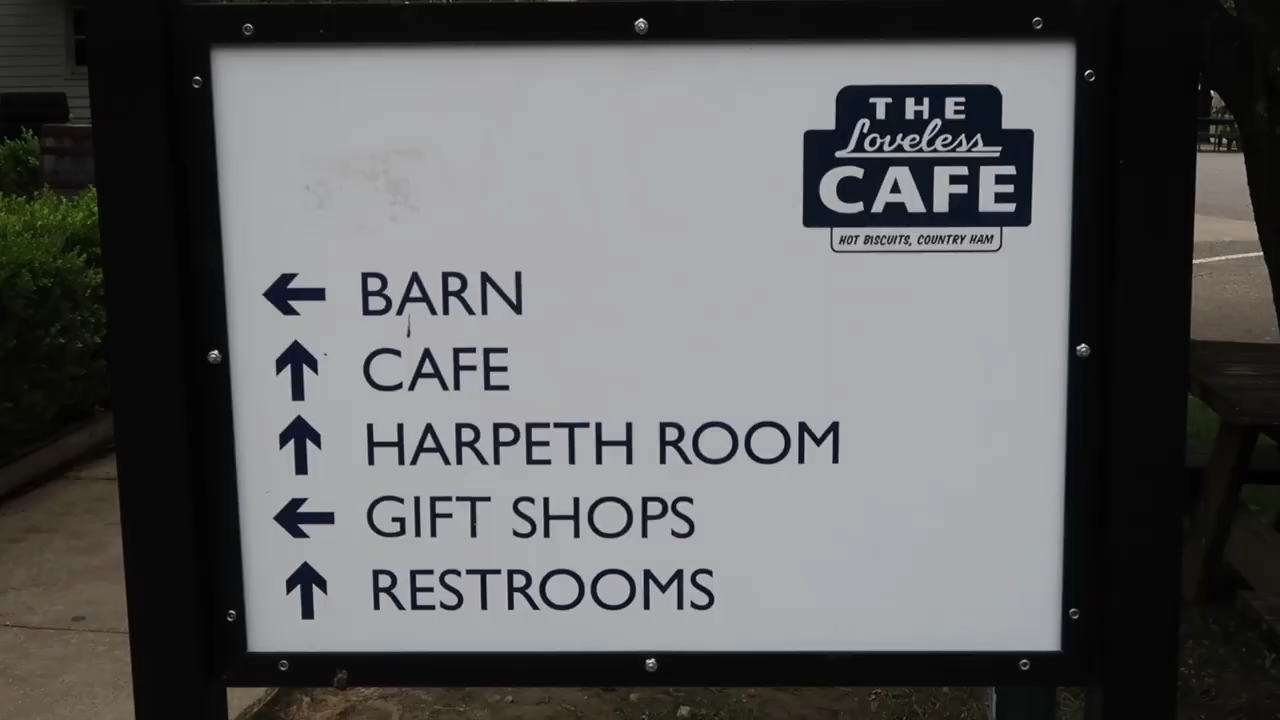 THE
Loveless
CAFE
HOT BISCUITS, COUNTRY HAM
BARN
CAFE
HARPETH ROOM
GIFT SHOPS
RESTROOMS